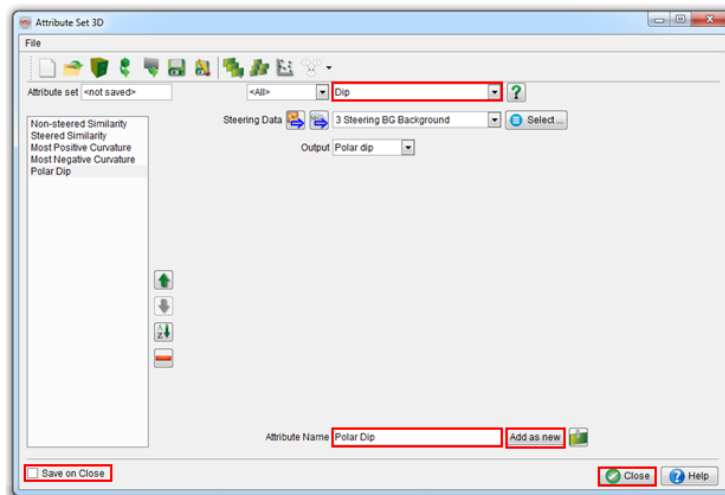 Attribute Set 3D
File
Attribute set <not saved> <All> Dip
Steering Data 3 Steering BG Background Select ...
Output Polar dip
Non-steered Similarity
Steered Similarity
Most Positive Curvature
Most Negative Curvature
Polar Dip
Attribute Name Polar Dip Add as new
Save on Close Close Help